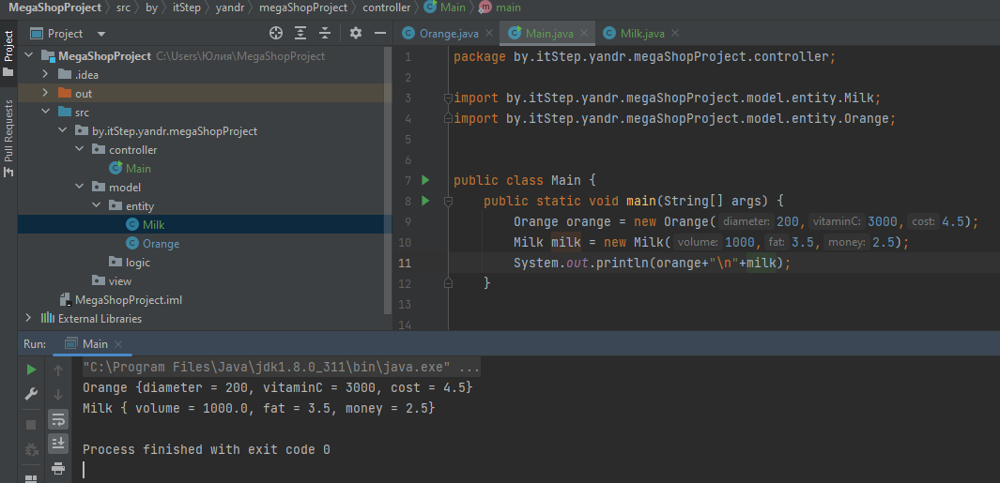 MegaShopProject src by itStep yandr megaShopProject controller Main main
Project
Pull Requests
Project
MegaShopProject C:\Users\Юлия\MegaShopProject
.idea
out
src
by.itStep.yandr.megaShopProject
controller
Main
model
entity
Milk
Orange
logic
view
MegaShopProject.iml
External Libraries
Orange.java Main.java Milk.java
1 package by.itStep.yandr.megaShopProject.controller;
2
3 import by.itStep.yandr.megaShopProject.model.entity.Milk;
4 import by.itStep.yandr.megaShopProject.model.entity.Orange;
5
6
7 public class Main {
8 public static void main(String[] args) {
9 Orange orange = new Orange( diameter: 200, vitaminC: 3000, cost: 4.5);
10 Milk milk = new Milk( volume: 1000, fat: 3.5, money: 2.5);
11 System.out.println(orange+"\n"+milk);
12 }
13
14
Run: Main
"C:\Program Files\Java\jdk1.8.0_311\bin\java.exe" ...
Orange {diameter = 200, vitaminC = 3000, cost = 4.5}
Milk { volume = 1000.0, fat = 3.5, money = 2.5}
Process finished with exit code 0